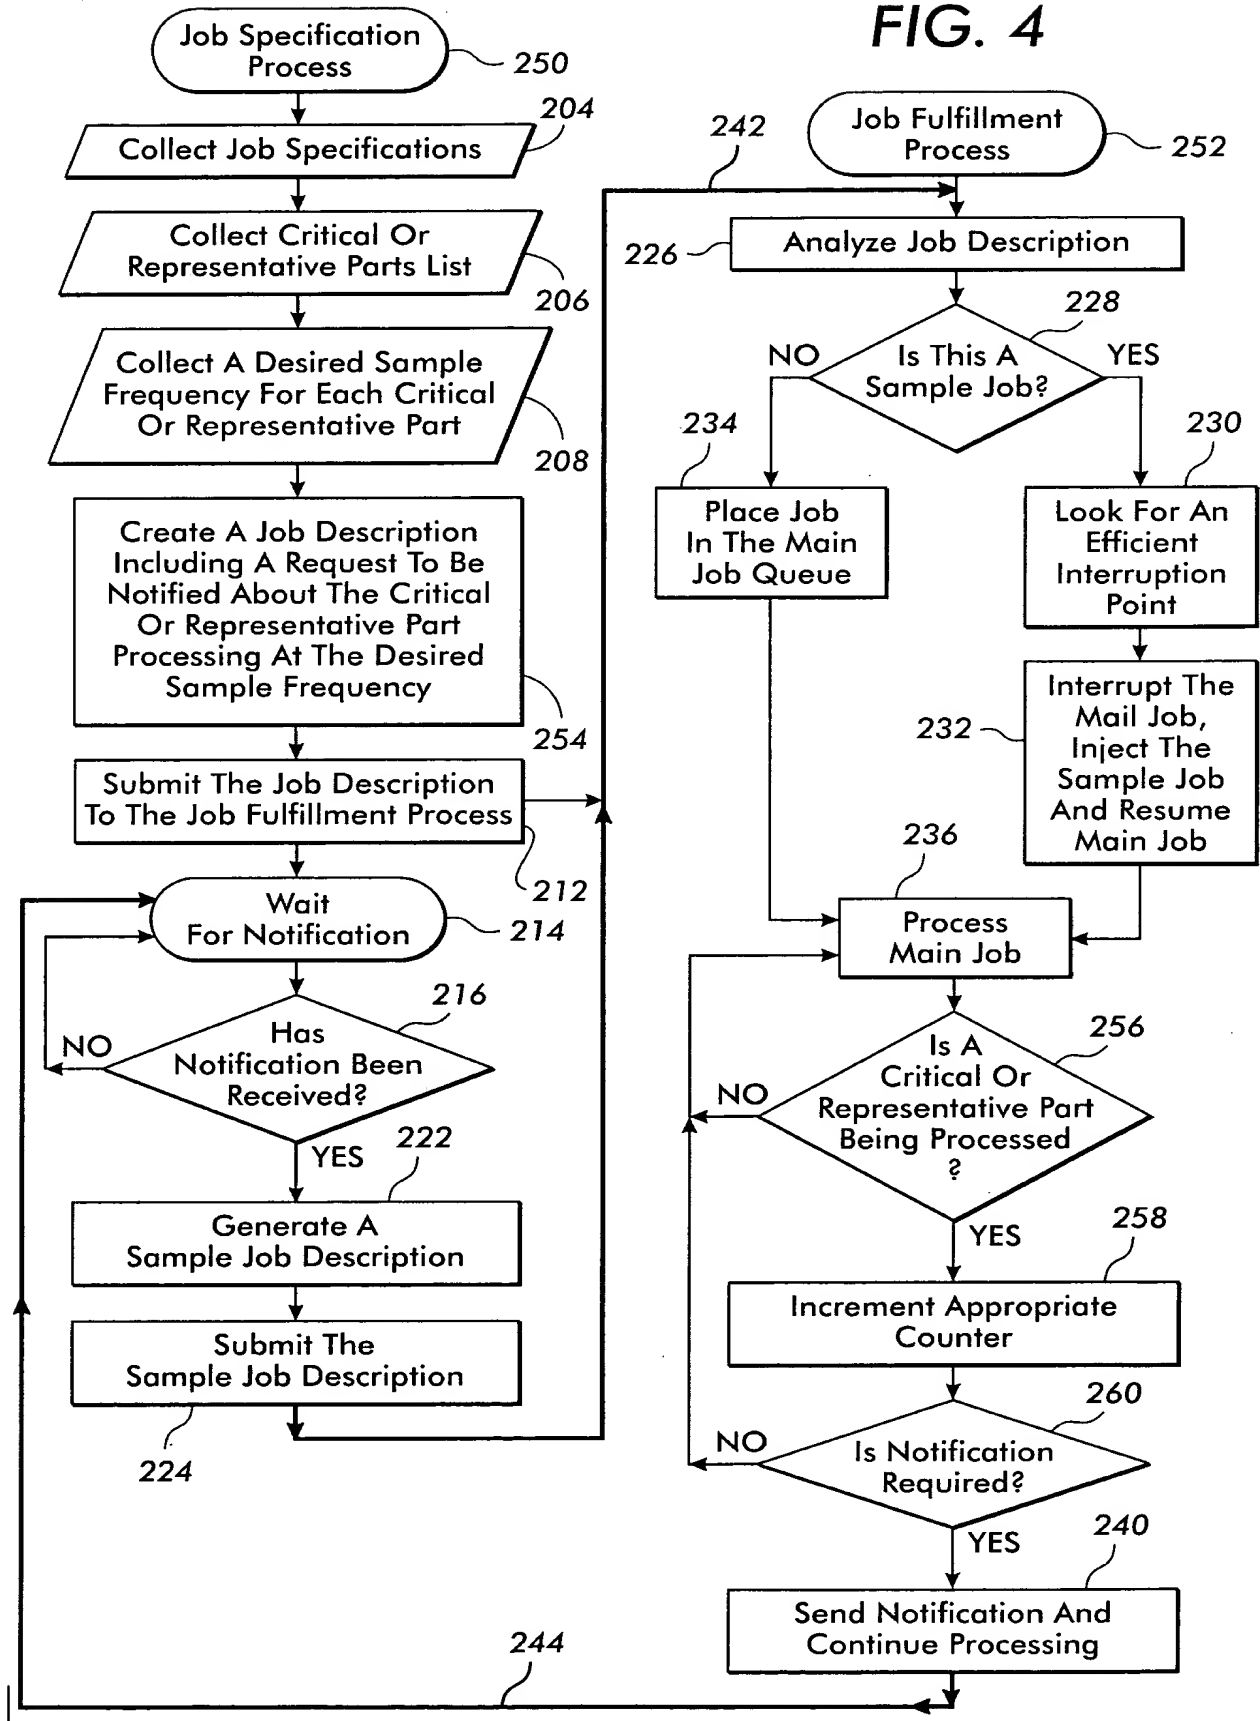 FIG. 4
Job Specification
Process
250
204
Collect Job Specifications
Collect Critical Or
Representative Parts List
206
Collect A Desired Sample
Frequency For Each Critical
Or Representative Part
208
Create A Job Description
Including A Request To Be
Notified About The Critical
Or Representative Part
Processing At The Desired
Sample Frequency
254
Submit The Job Description
To The Job Fulfillment Process
212
Wait
For Notification
214
216
Has
Notification Been
Received?
NO
YES
222
Generate A
Sample Job Description
Submit The
Sample Job Description
224
242
Job Fulfillment
Process
252
Analyze Job Description
226
228
Is This A
Sample Job?
NO
YES
234
Place Job
In The Main
Job Queue
230
Look For An
Efficient
Interruption
Point
232
Interrupt The
Mail Job,
Inject The
Sample Job
And Resume
Main Job
236
Process
Main Job
256
Is A
Critical Or
Representative Part
Being Processed
?
NO
YES
258
Increment Appropriate
Counter
260
Is Notification
Required?
NO
YES
240
Send Notification And
Continue Processing
244